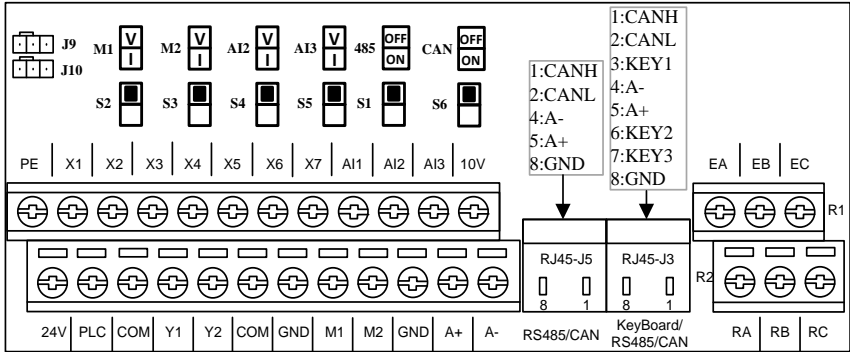 J9
J10
M1 V I
M2 V I
AI2 V I
AI3 V I
485 OFF ON
CAN OFF ON
S2 S3 S4 S5 S1 S6
1:CANH
2:CANL
4:A-
5:A+
8:GND
1:CANH
2:CANL
3:KEY1
4:A-
5:A+
6:KEY2
7:KEY3
8:GND
PE X1 X2 X3 X4 X5 X6 X7 AI1 AI2 AI3 10V
EA EB EC
R1
RJ45-J5
8 1
RJ45-J3
8 1
R2
24V PLC COM Y1 Y2 COM GND M1 M2 GND A+ A-
RS485/CAN
KeyBoard/
RS485/CAN
RA RB RC